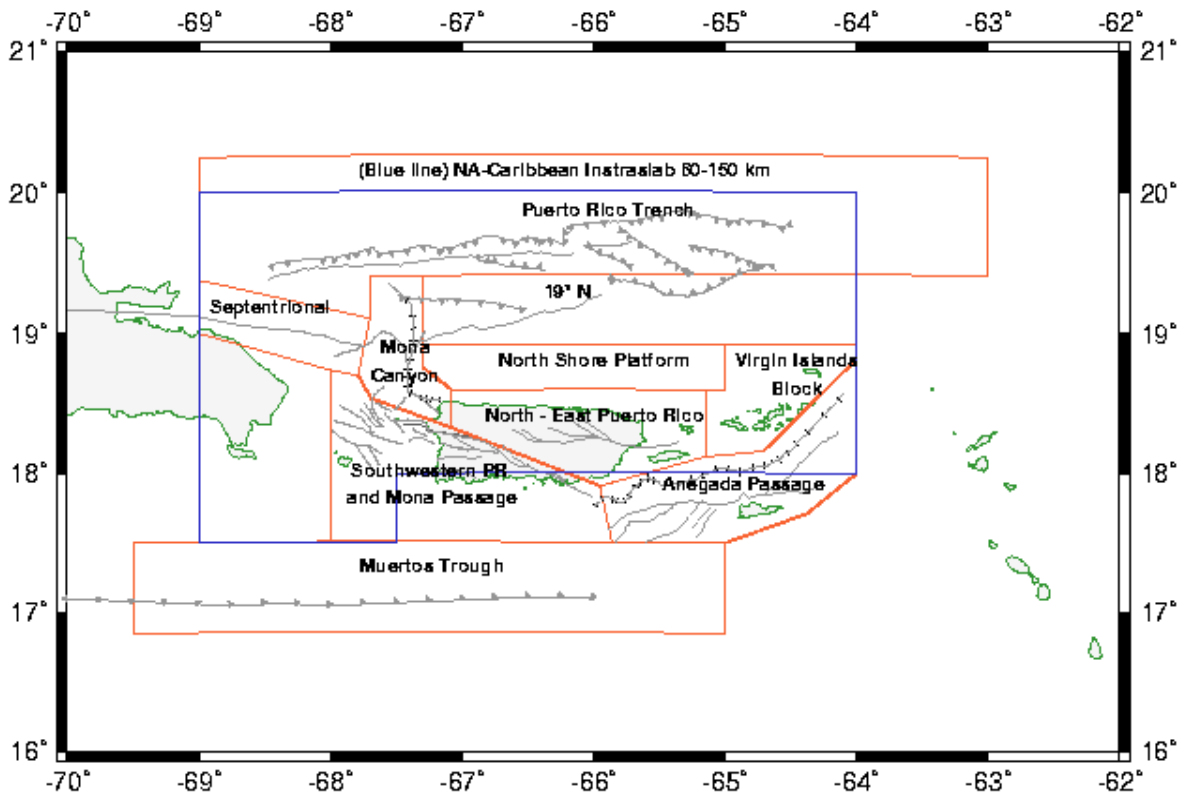 -70° -69° -68° -67° -66° -65° -64° -63° -62°
21° 21°
(Blue line) NA-Caribbean Instraslab 60-150 km
20° 20°
Puerto Rico Trench
19° N
Septentrional
19° 19°
Mona
Canyon
North Shore Platform
Virgin Islands
Block
North - East Puerto Rico
18° 18°
Southwestern PR
and Mona Passage
Anegada Passage
Muertos Trough
17° 17°
16° 16°
-70° -69° -68° -67° -66° -65° -64° -63° -62°